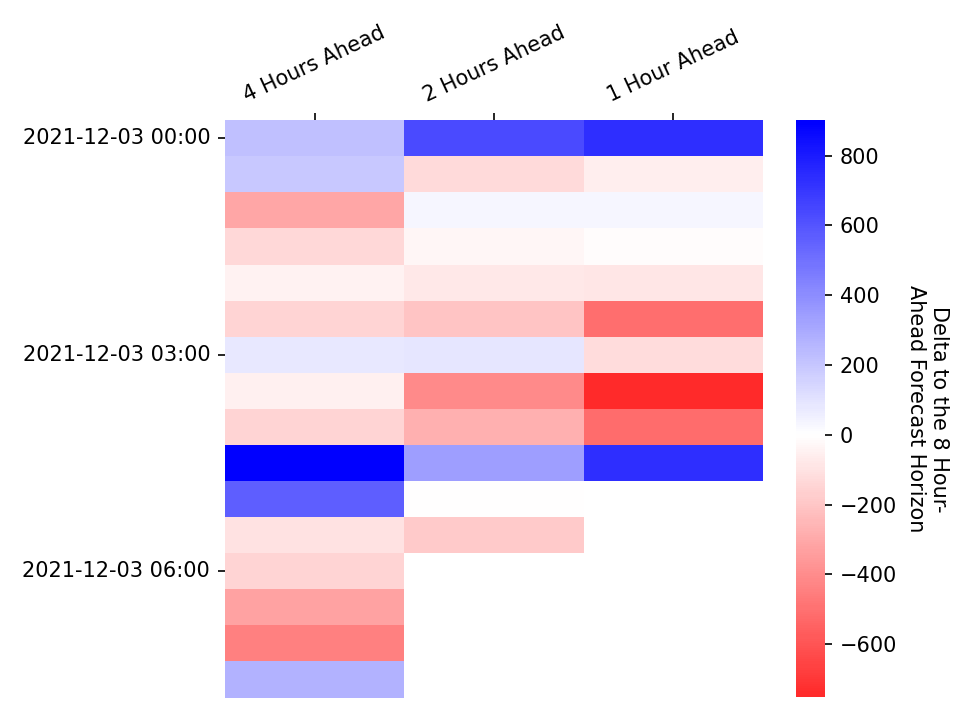 4 Hours Ahead
2 Hours Ahead
1 Hour Ahead
2021-12-03 00:00
2021-12-03 03:00
2021-12-03 06:00
800
600
400
200
0
−200
−400
−600
Delta to the 8 Hour-
Ahead Forecast Horizon